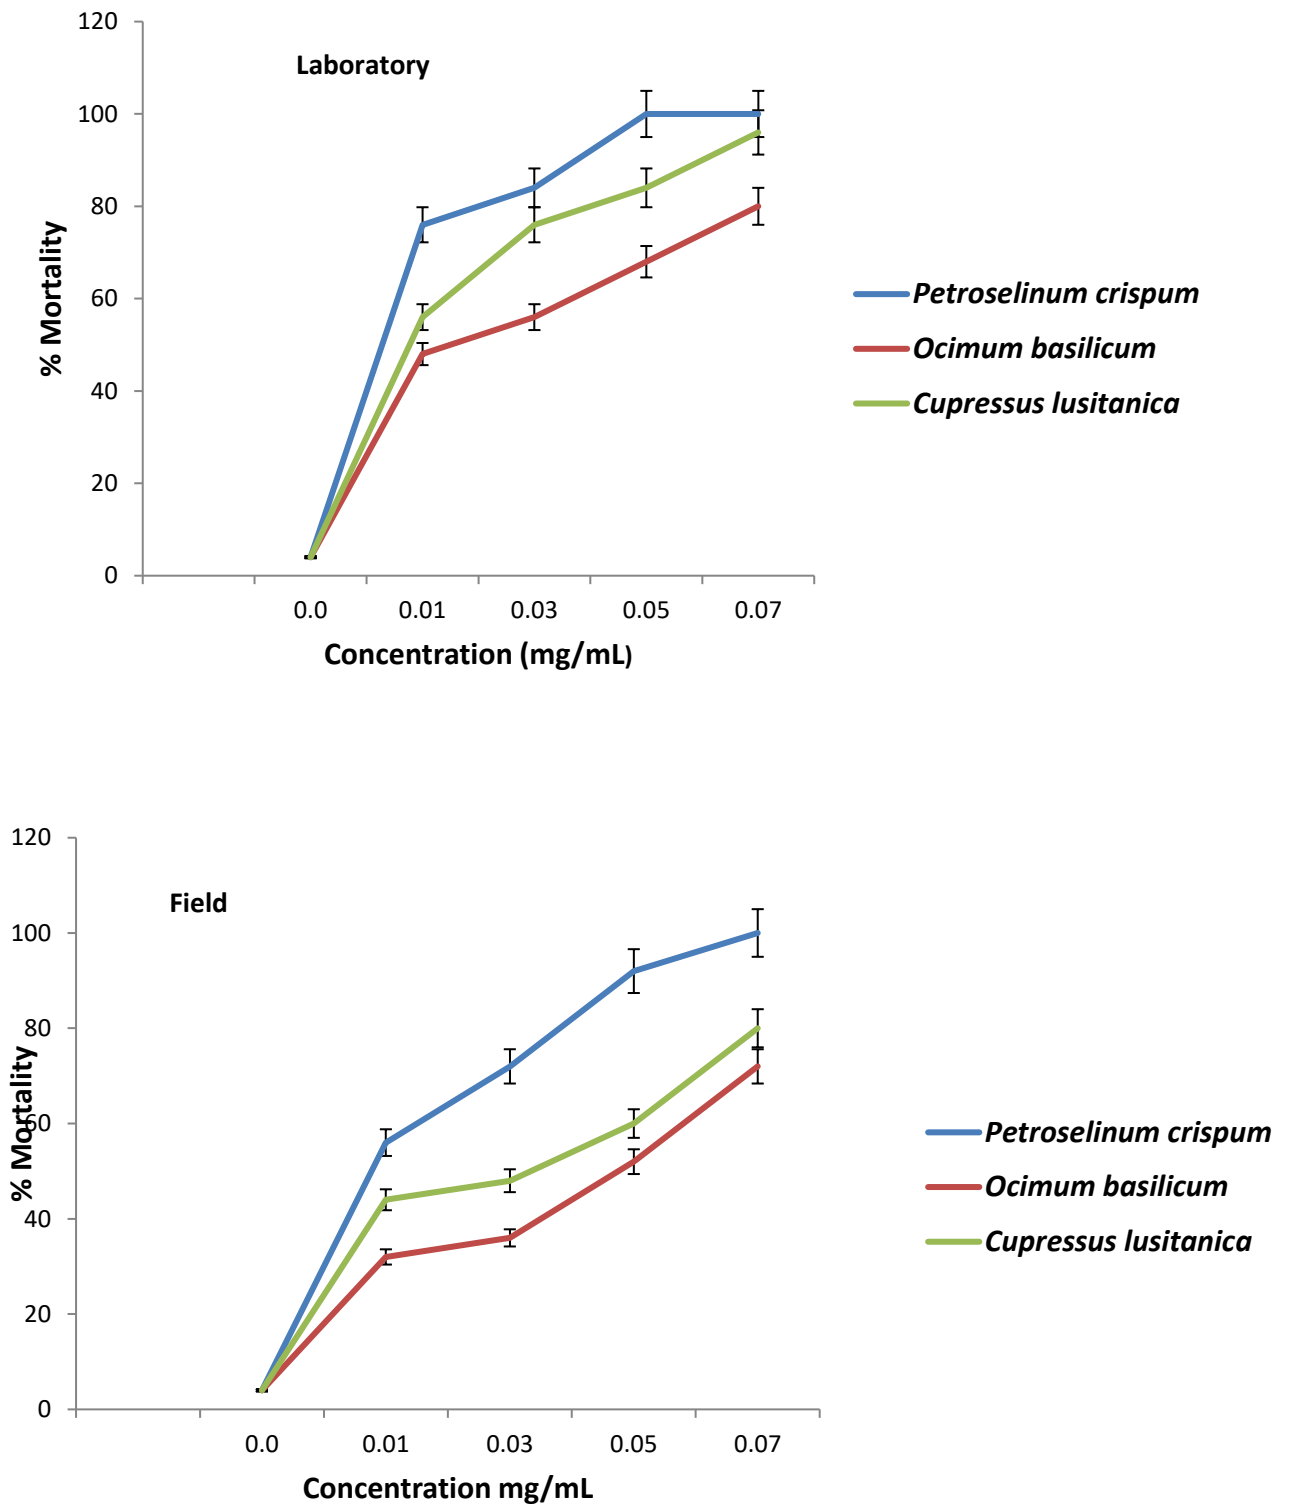 120
Laboratory
100
80
60
40
20
0
% Mortality
0.0 0.01 0.03 0.05 0.07
Concentration (mg/mL)
Petroselinum crispum
Ocimum basilicum
Cupressus lusitanica
120
Field
100
80
60
40
20
0
% Mortality
0.0 0.01 0.03 0.05 0.07
Concentration mg/mL
Petroselinum crispum
Ocimum basilicum
Cupressus lusitanica